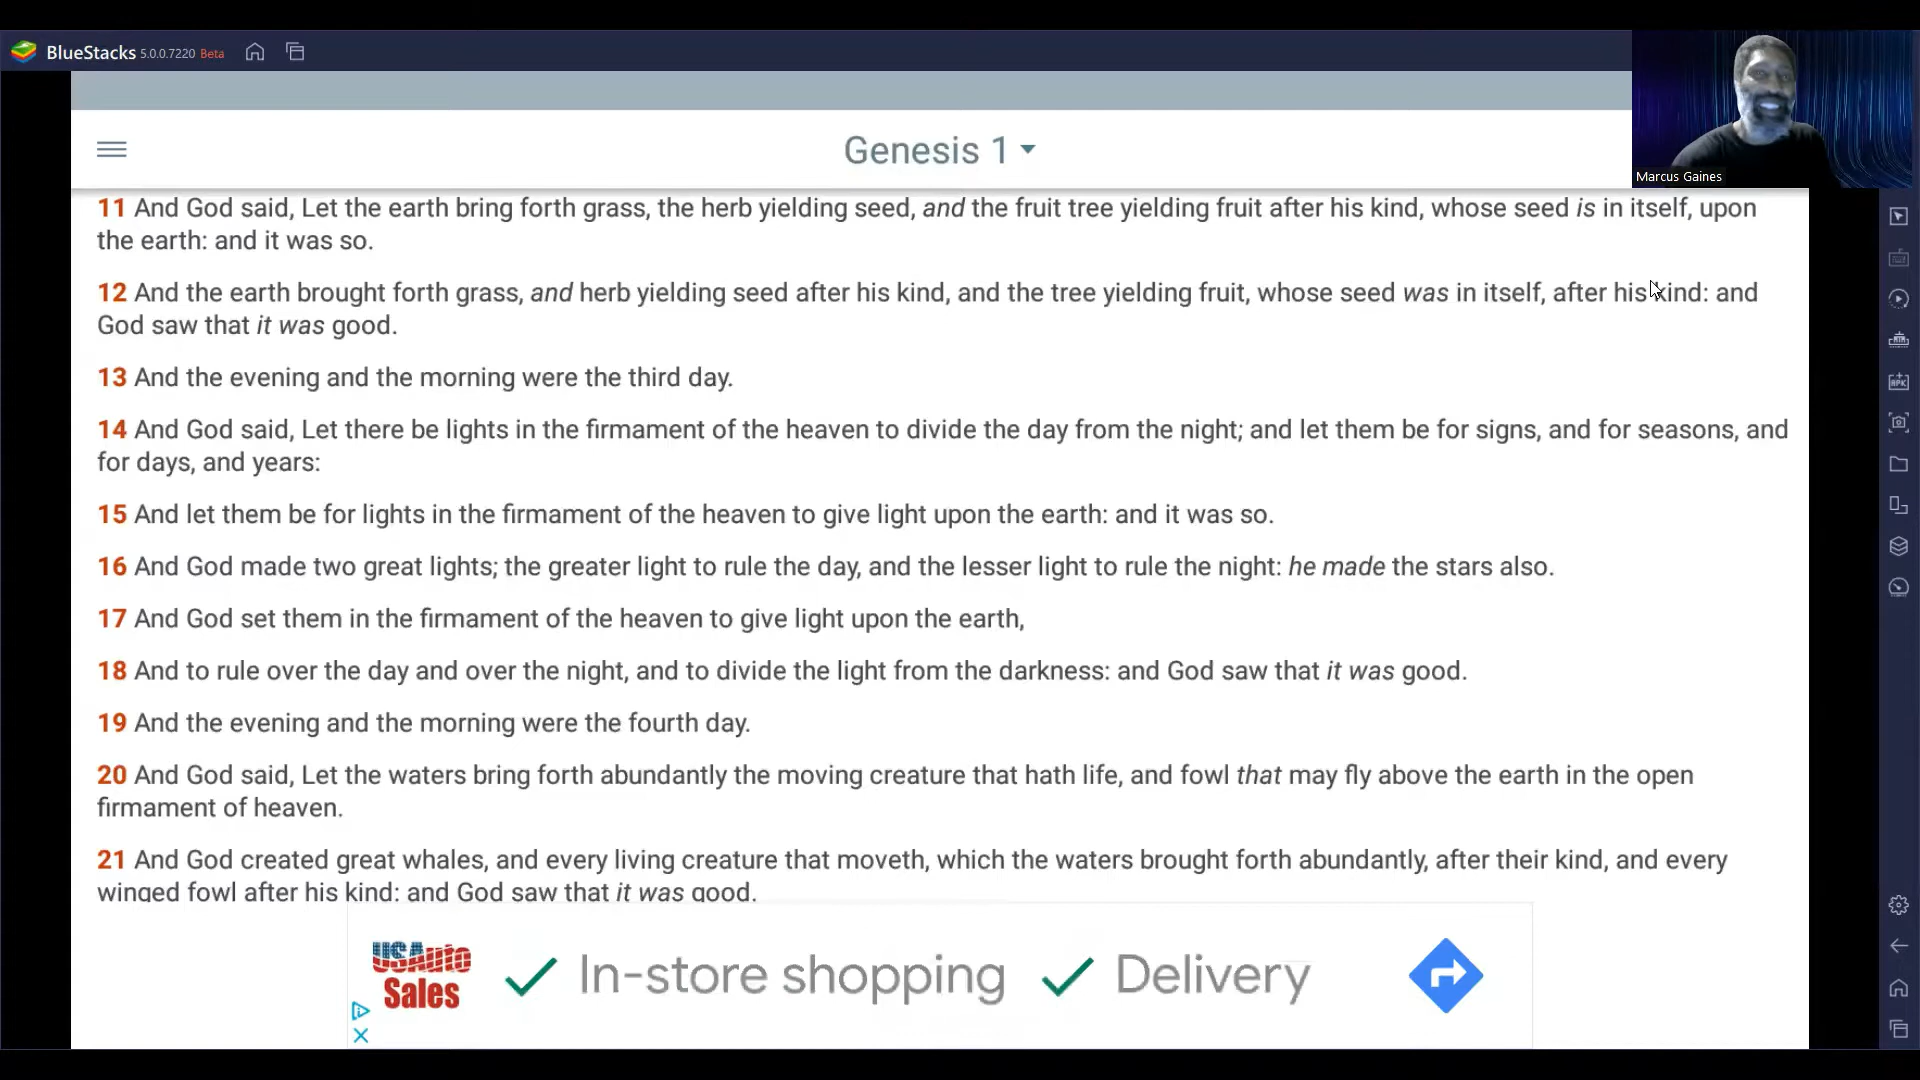 BlueStacks 5.0.0.7220 Beta
Genesis 1
Marcus Gaines
11 And God said, Let the earth bring forth grass, the herb yielding seed, and the fruit tree yielding fruit after his kind, whose seed is in itself, upon
the earth: and it was so.
12 And the earth brought forth grass, and herb yielding seed after his kind, and the tree yielding fruit, whose seed was in itself, after his kind: and
God saw that it was good.
13 And the evening and the morning were the third day.
14 And God said, Let there be lights in the firmament of the heaven to divide the day from the night; and let them be for signs, and for seasons, and
for days, and years:
15 And let them be for lights in the firmament of the heaven to give light upon the earth: and it was so.
16 And God made two great lights; the greater light to rule the day, and the lesser light to rule the night: he made the stars also.
17 And God set them in the firmament of the heaven to give light upon the earth,
18 And to rule over the day and over the night, and to divide the light from the darkness: and God saw that it was good.
19 And the evening and the morning were the fourth day.
20 And God said, Let the waters bring forth abundantly the moving creature that hath life, and fowl that may fly above the earth in the open
firmament of heaven.
21 And God created great whales, and every living creature that moveth, which the waters brought forth abundantly, after their kind, and every
winged fowl after his kind: and God saw that it was good.
USAuto
Sales
In-store shopping
Delivery